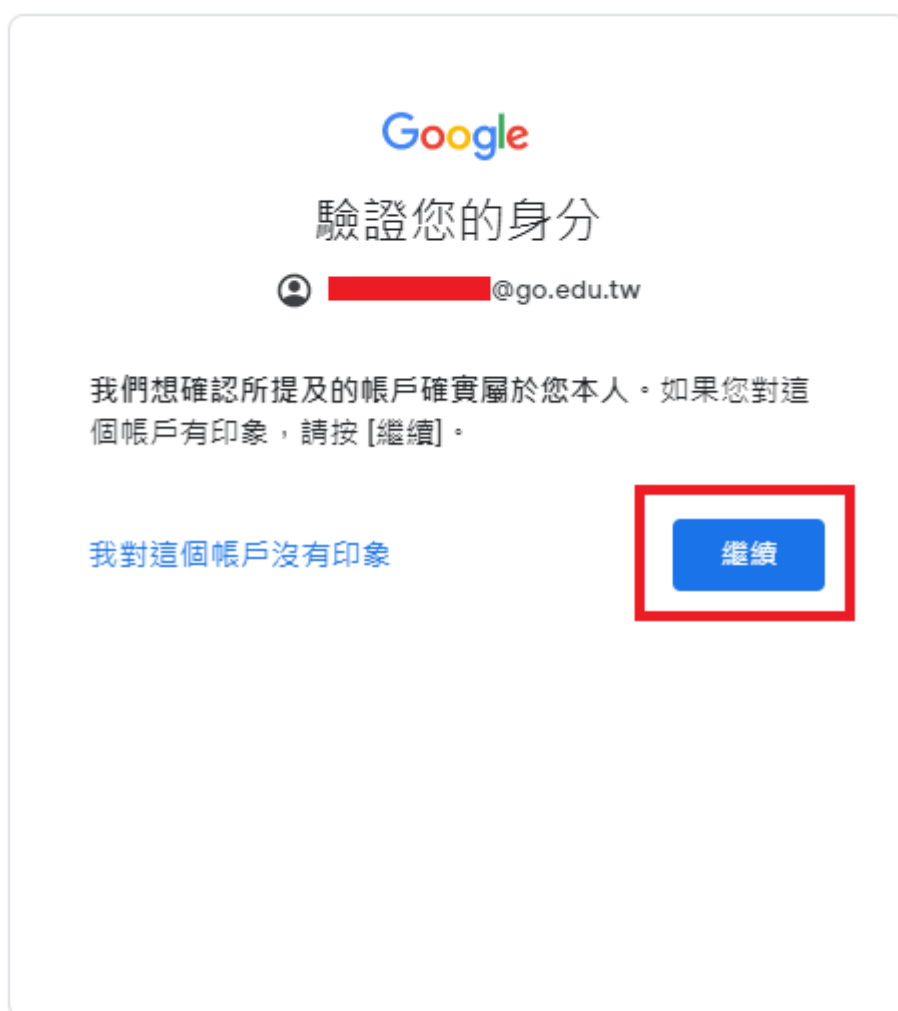 Google
驗證您的身分
@go.edu.tw
我們想確認所提及的帳戶確實屬於您本人。如果您對這
個帳戶有印象，請按 [繼續]。
我對這個帳戶沒有印象
繼續